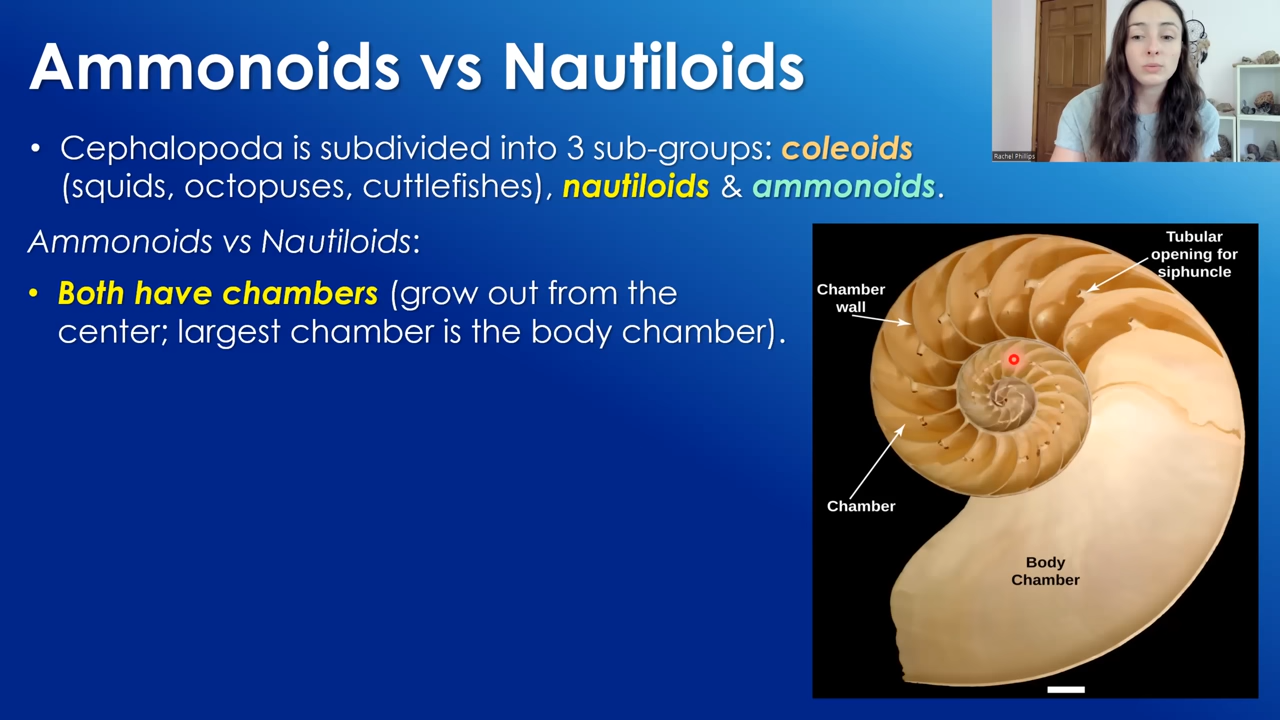 Ammonoids vs Nautiloids
• Cephalopoda is subdivided into 3 sub-groups: coleoids
(squids, octopuses, cuttlefishes), nautiloids & ammonoids.
Ammonoids vs Nautiloids:
• Both have chambers (grow out from the
center; largest chamber is the body chamber).
Rachel Phillips
Tubular
opening for
siphuncle
Chamber
wall
Chamber
Body
Chamber